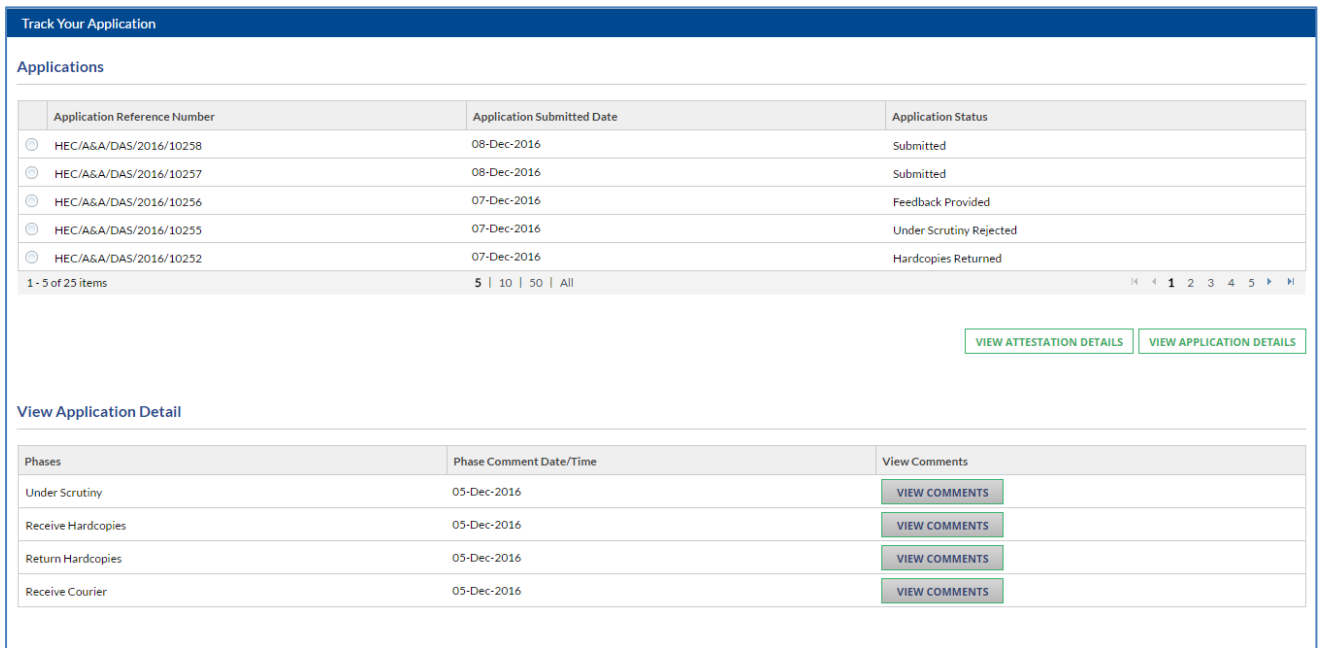 Track Your Application
Applications
Application Reference Number Application Submitted Date Application Status
HEC/A&A/DAS/2016/10258 08-Dec-2016 Submitted
HEC/A&A/DAS/2016/10257 08-Dec-2016 Submitted
HEC/A&A/DAS/2016/10256 07-Dec-2016 Feedback Provided
HEC/A&A/DAS/2016/10255 07-Dec-2016 Under Scrutiny Rejected
HEC/A&A/DAS/2016/10252 07-Dec-2016 Hardcopies Returned
1 - 5 of 25 items 5 | 10 | 50 | All 1 2 3 4 5
VIEW ATTESTATION DETAILS VIEW APPLICATION DETAILS
View Application Detail
Phases Phase Comment Date/Time View Comments
Under Scrutiny 05-Dec-2016 VIEW COMMENTS
Receive Hardcopies 05-Dec-2016 VIEW COMMENTS
Return Hardcopies 05-Dec-2016 VIEW COMMENTS
Receive Courier 05-Dec-2016 VIEW COMMENTS